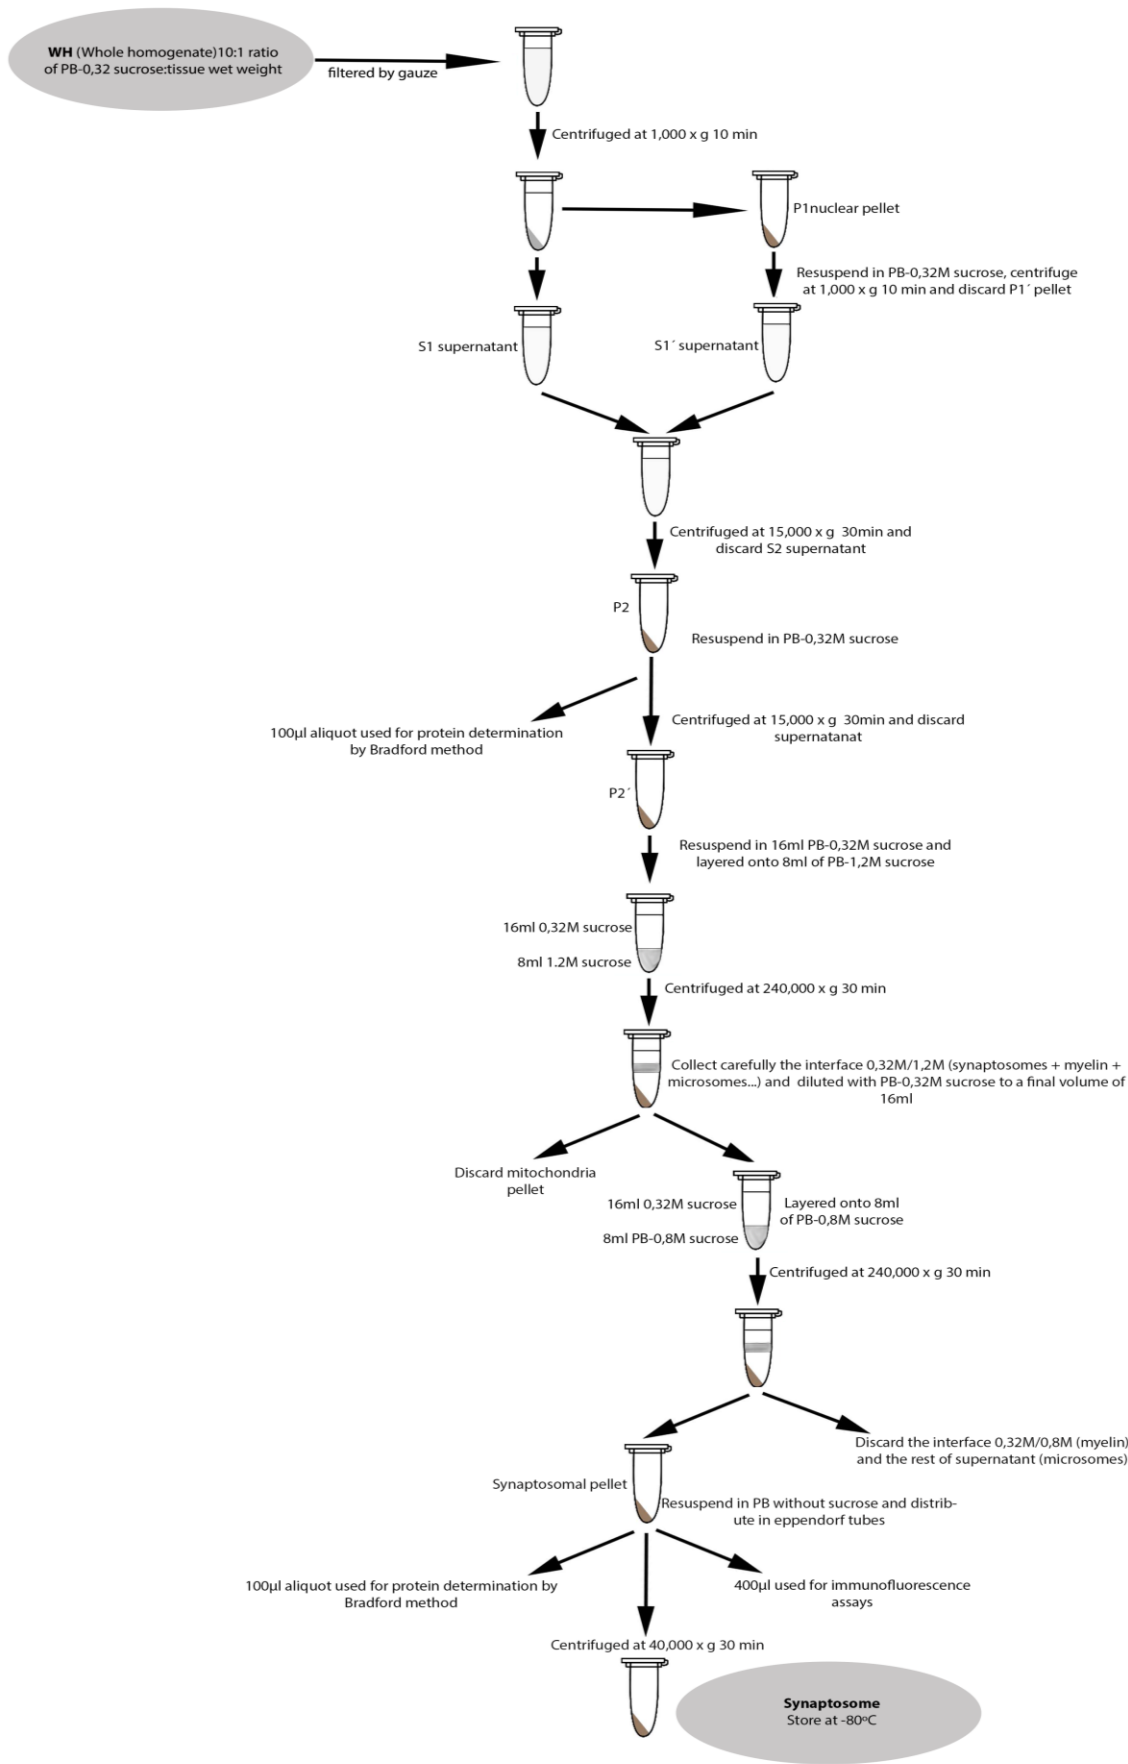 WH (Whole homogenate)10:1 ratio
of PB-0,32 sucrose:tissue wet weight
filtered by gauze
Centrifuged at 1,000 x g 10 min
P1nuclear pellet
Resuspend in PB-0,32M sucrose, centrifuge
at 1,000 x g 10 min and discard P1´ pellet
S1 supernatant
S1´ supernatant
Centrifuged at 15,000 x g 30min and
discard S2 supernatant
P2
Resuspend in PB-0,32M sucrose
100µl aliquot used for protein determination
by Bradford method
Centrifuged at 15,000 x g 30min and discard
supernatanat
P2´
Resuspend in 16ml PB-0,32M sucrose and
layered onto 8ml of PB-1,2M sucrose
16ml 0,32M sucrose
8ml 1.2M sucrose
Centrifuged at 240,000 x g 30 min
Collect carefully the interface 0,32M/1,2M (synaptosomes + myelin +
microsomes...) and diluted with PB-0,32M sucrose to a final volume of
16ml
Discard mitochondria
pellet
16ml 0,32M sucrose
8ml PB-0,8M sucrose
Layered onto 8ml
of PB-0,8M sucrose
Centrifuged at 240,000 x g 30 min
Discard the interface 0,32M/0,8M (myelin)
and the rest of supernatant (microsomes)
Synaptosomal pellet
Resuspend in PB without sucrose and distrib-
ute in eppendorf tubes
100µl aliquot used for protein determination by
Bradford method
400µl used for immunofluorescence
assays
Centrifuged at 40,000 x g 30 min
Synaptosome
Store at -80ºC